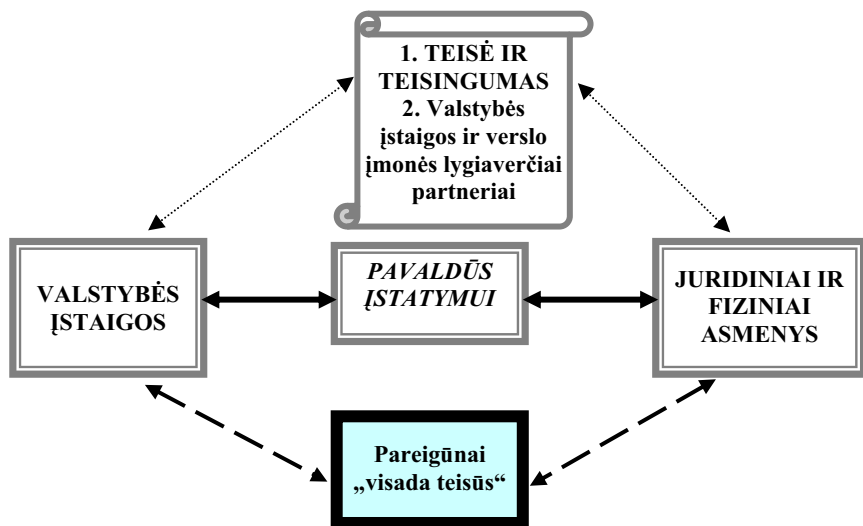 1. TEISĖ IR
TEISINGUMAS
2. Valstybės
įstaigos ir verslo
įmonės lygiaverčiai
partneriai
VALSTYBĖS
ĮSTAIGOS
PAVALDŪS
ĮSTATYMUI
JURIDINIAI IR
FIZINIAI
ASMENYS
Pareigūnai
„visada teisūs“